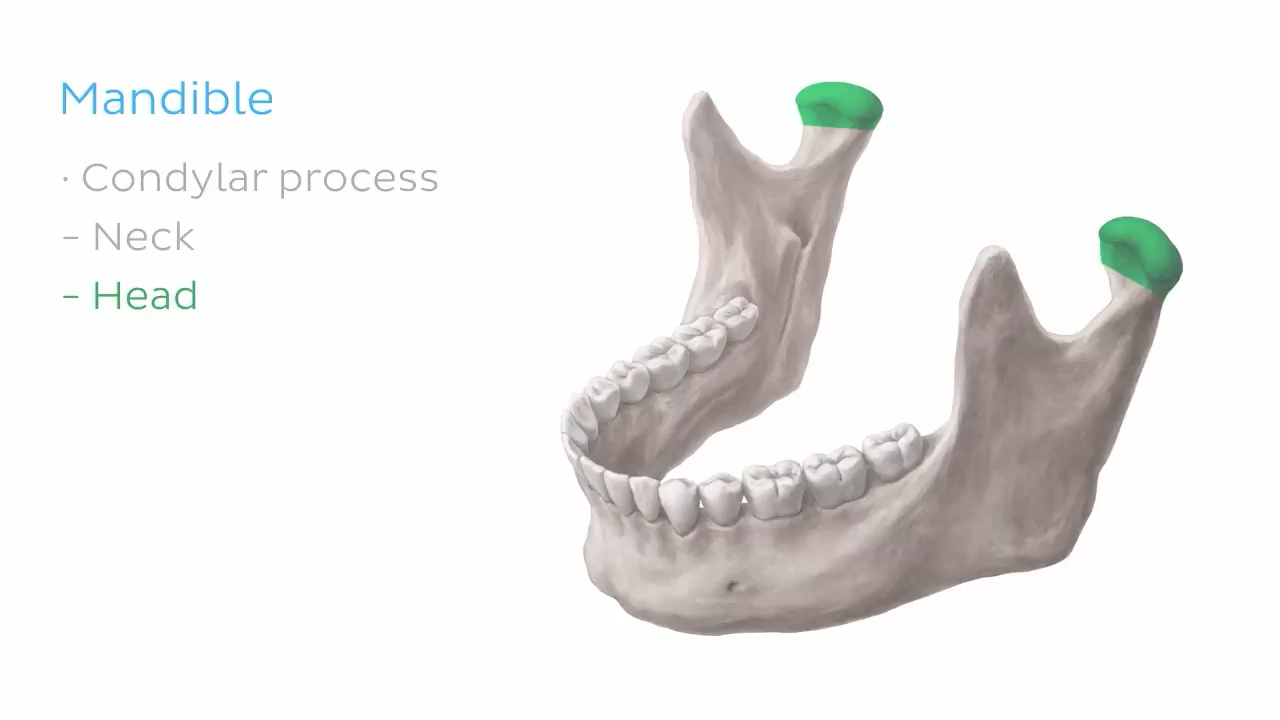 Mandible
· Condylar process
- Neck
- Head